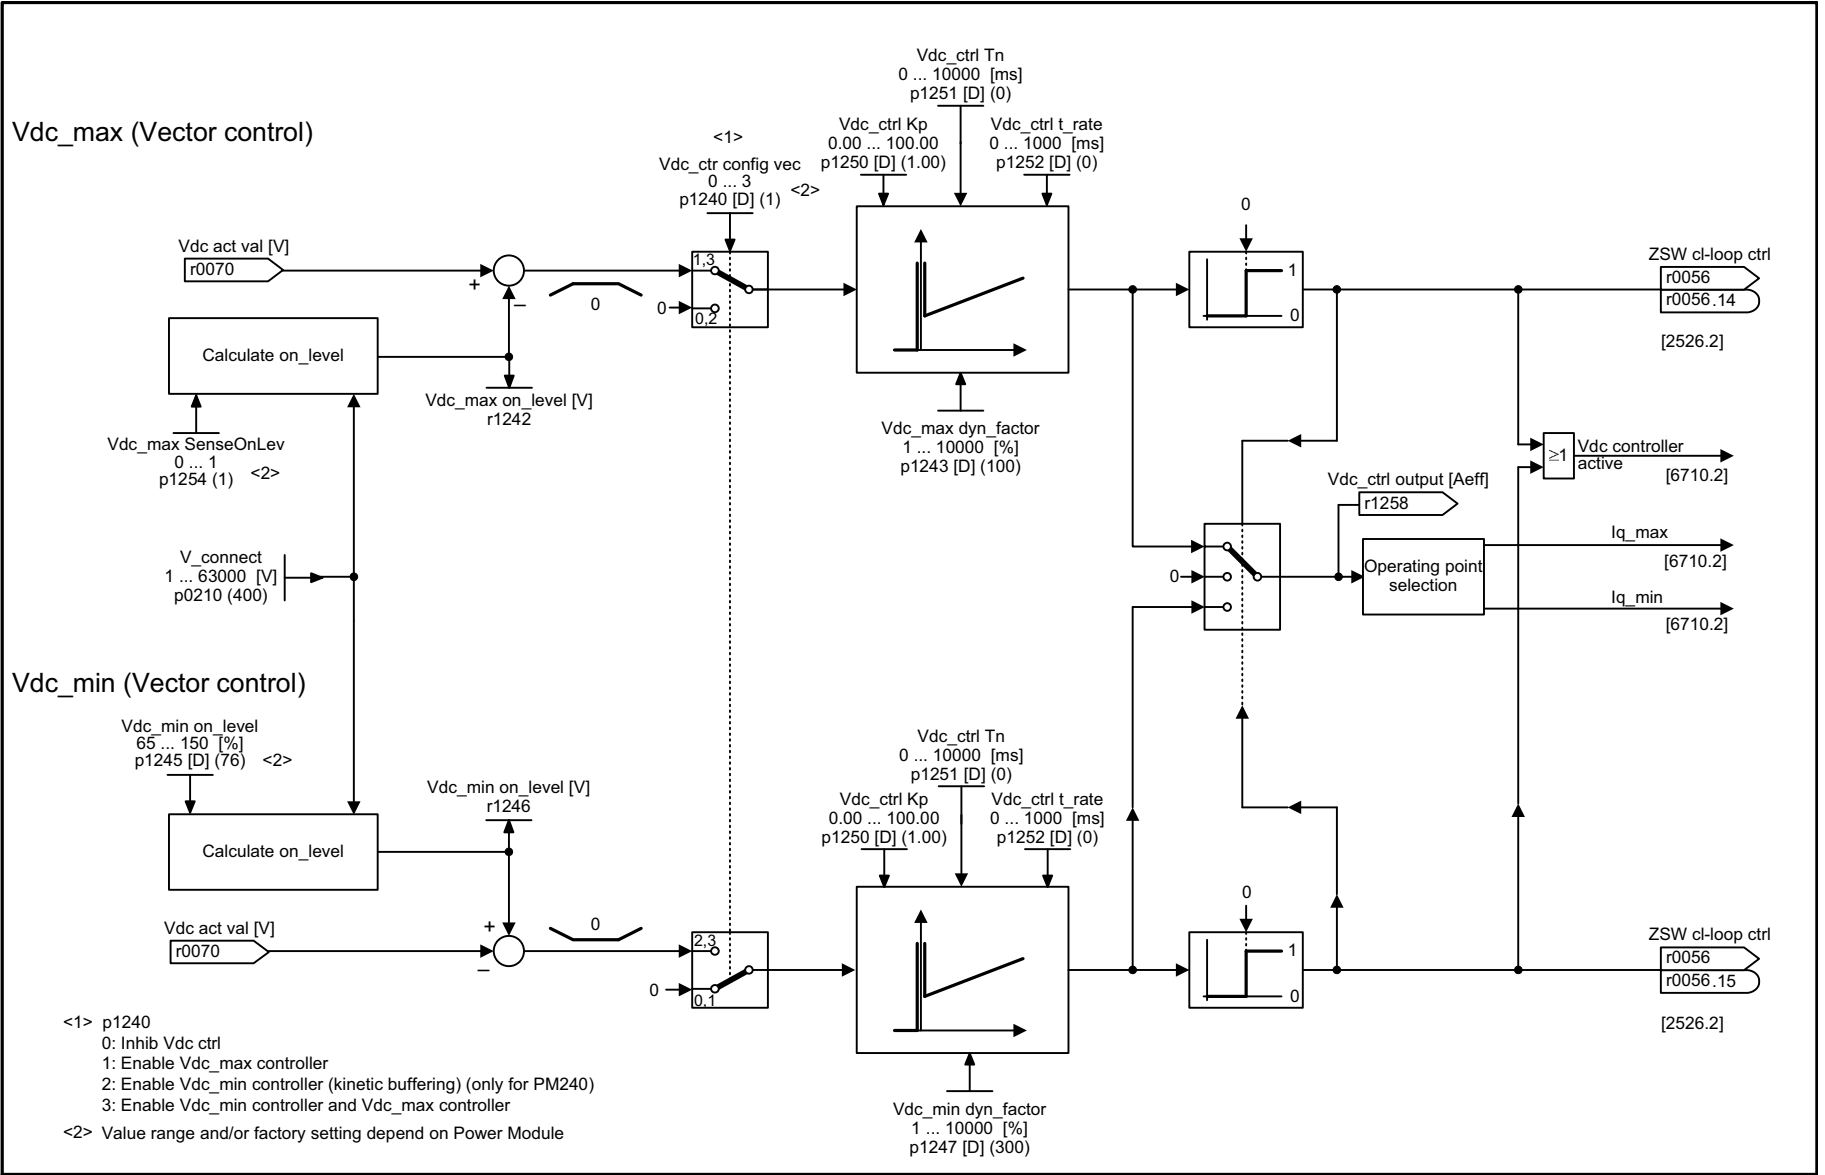 Vdc_ctrl Tn
0 ... 10000 [ms]
p1251 [D] (0)
Vdc_max (Vector control)
<1>
Vdc_ctr config vec
0 ... 3
p1240 [D] (1)
<2>
Vdc_ctrl Kp
0.00 ... 100.00
p1250 [D] (1.00)
Vdc_ctrl t_rate
0 ... 1000 [ms]
p1252 [D] (0)
0
Vdc act val [V]
r0070
+
–
0
1,3
0
0,2
1
0
ZSW cl-loop ctrl
r0056
r0056.14
[2526.2]
Calculate on_level
Vdc_max on_level [V]
r1242
Vdc_max SenseOnLev
0 ... 1
p1254 (1)
<2>
Vdc_max dyn_factor
1 ... 10000 [%]
p1243 [D] (100)
≥1
Vdc controller
active
[6710.2]
Vdc_ctrl output [Aeff]
r1258
V_connect
1 ... 63000 [V]
p0210 (400)
0
Operating point
selection
Iq_max
[6710.2]
Iq_min
[6710.2]
Vdc_min (Vector control)
Vdc_min on_level
65 ... 150 [%]
p1245 [D] (76)
<2>
Vdc_min on_level [V]
r1246
Vdc_ctrl Tn
0 ... 10000 [ms]
p1251 [D] (0)
Vdc_ctrl Kp
0.00 ... 100.00
p1250 [D] (1.00)
Vdc_ctrl t_rate
0 ... 1000 [ms]
p1252 [D] (0)
Calculate on_level
0
Vdc act val [V]
r0070
+
–
0
2,3
0
0,1
1
0
ZSW cl-loop ctrl
r0056
r0056.15
[2526.2]
Vdc_min dyn_factor
1 ... 10000 [%]
p1247 [D] (300)
<1> p1240
0: Inhib Vdc ctrl
1: Enable Vdc_max controller
2: Enable Vdc_min controller (kinetic buffering) (only for PM240)
3: Enable Vdc_min controller and Vdc_max controller
<2> Value range and/or factory setting depend on Power Module